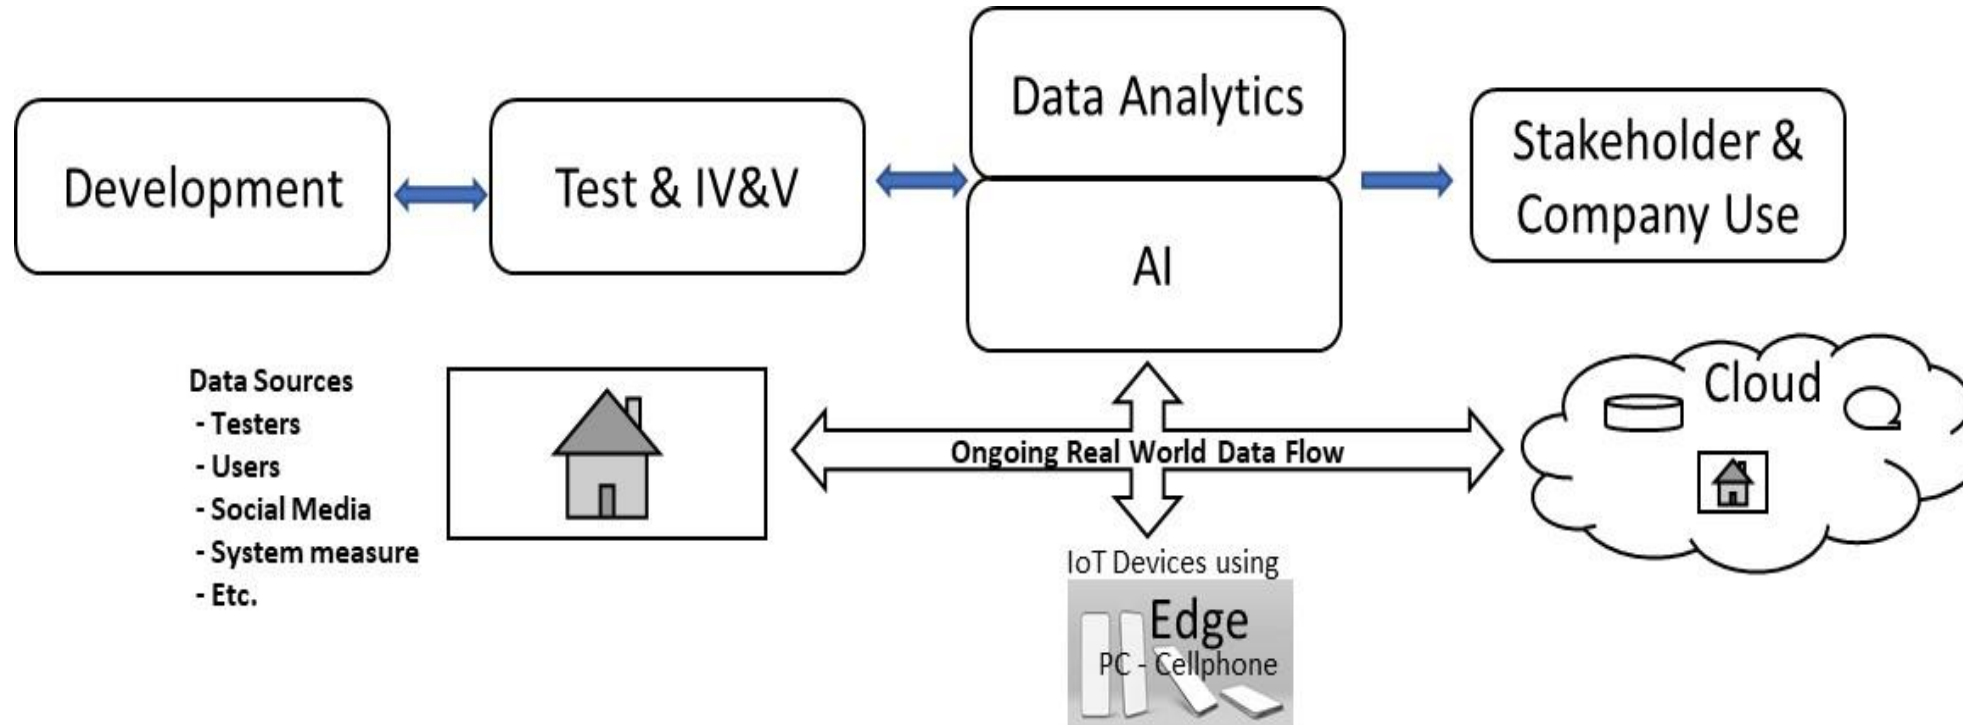 Development
Test & IV&V
Data Analytics
AI
Stakeholder &
Company Use
Data Sources
- Testers
- Users
- Social Media
- System measure
- Etc.
Ongoing Real World Data Flow
Cloud
IoT Devices using
Edge
PC - Cellphone